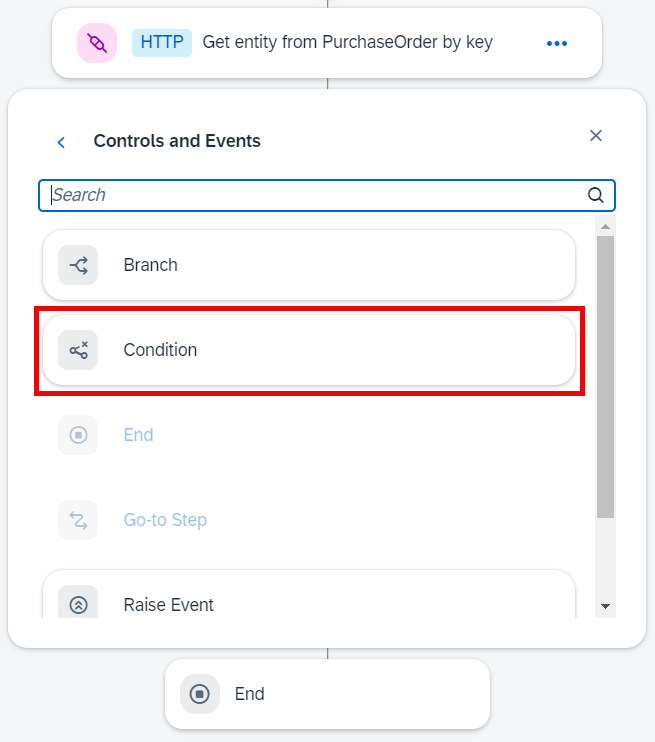 HTTP Get entity from PurchaseOrder by key
Controls and Events
Search
Branch
Condition
End
Go-to Step
Raise Event
End